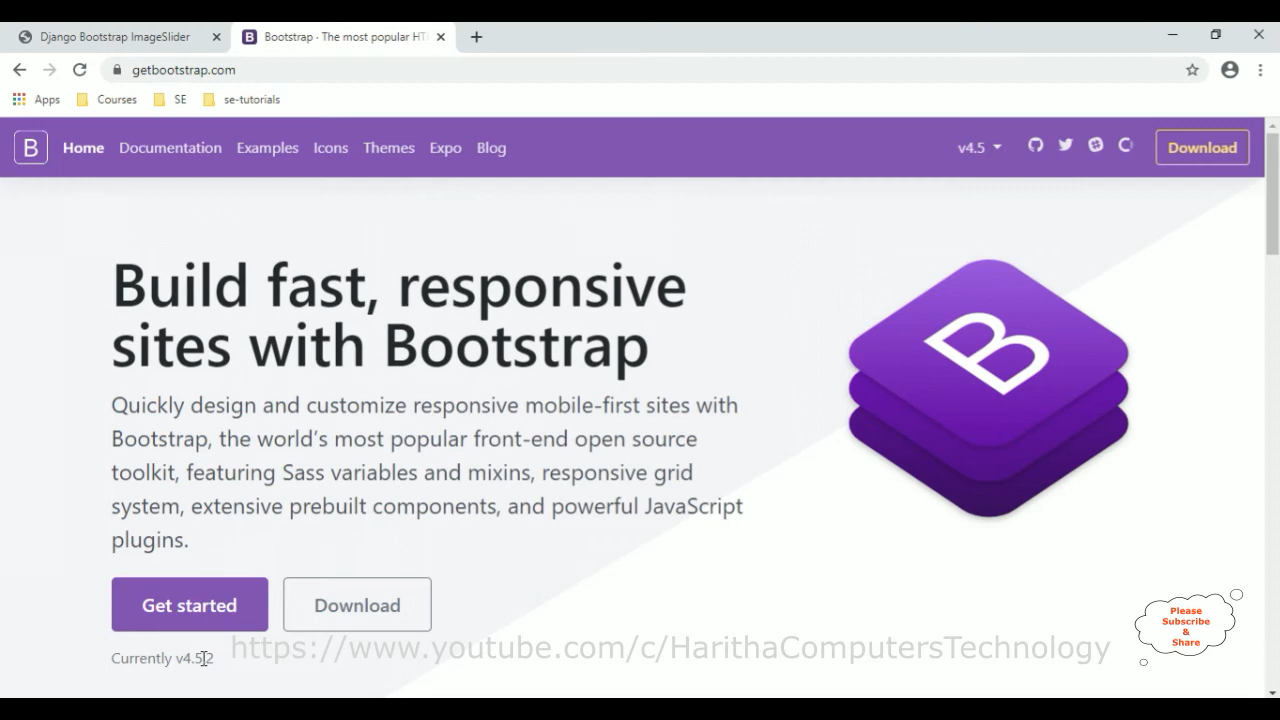 Django Bootstrap ImageSlider
Bootstrap · The most popular HT
getbootstrap.com
Apps Courses SE se-tutorials
B Home Documentation Examples Icons Themes Expo Blog v4.5 Download
Build fast, responsive
sites with Bootstrap
B
Quickly design and customize responsive mobile-first sites with
Bootstrap, the world’s most popular front-end open source
toolkit, featuring Sass variables and mixins, responsive grid
system, extensive prebuilt components, and powerful JavaScript
plugins.
Get started Download
Please
Subscribe
&
Share
https://www.youtube.com/c/HarithaComputersTechnology
Currently v4.5.2